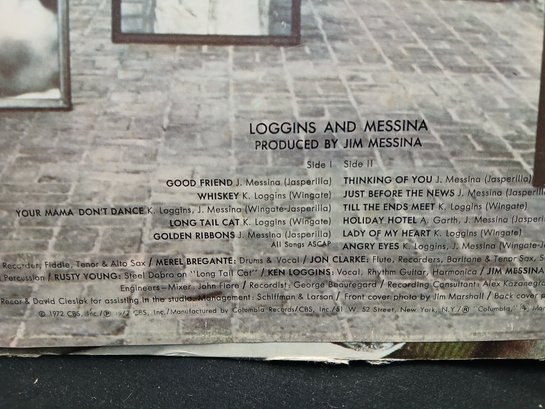 LOGGINS AND MESSINA
PRODUCED BY JIM MESSINA
Side I
GOOD FRIEND J. Messina (Jasperilla)
WHISKEY K. Loggins (Wingate)
YOUR MAMA DON'T DANCE K. Loggins, J. Messina (Wingate-Jasperilla)
LONG TAIL CAT K. Loggins (Wingate)
GOLDEN RIBBONS J. Messina (Jasperilla)
All Songs ASCAP
Side II
THINKING OF YOU J. Messina (Jasperilla)
JUST BEFORE THE NEWS J. Messina (Jasperilla)
TILL THE ENDS MEET K. Loggins (Wingate)
HOLIDAY HOTEL A. Garth, J. Messina (Jasperilla)
LADY OF MY HEART K. Loggins (Wingate)
ANGRY EYES K. Loggins, J. Messina (Wingate-
Recorder, Fiddle, Tenor & Alto Sax / MEREL BREGANTE: Drums & Vocal / JON CLARKE: Flute, Recorders, Baritone & Tenor Sax,
Percussion / RUSTY YOUNG: Steel Dobro on "Long Tail Cat" / KEN LOGGINS: Vocal, Rhythm Guitar, Harmonica / JIM MESSINA
Engineers—Mixer: John Fiore / Recordist: George Beauregard / Recording Consultant: Alex Kazanegras
& David Cieslak for assisting in the studio. Management: Schiffman & Larson / Front cover photo by Jim Marshall / Back cover
© 1972 CBS, Inc./℗ 1972 CBS, Inc./Manufactured by Columbia Records/CBS, Inc./51 W. 52 Street, New York, N.Y./® "Columbia,"